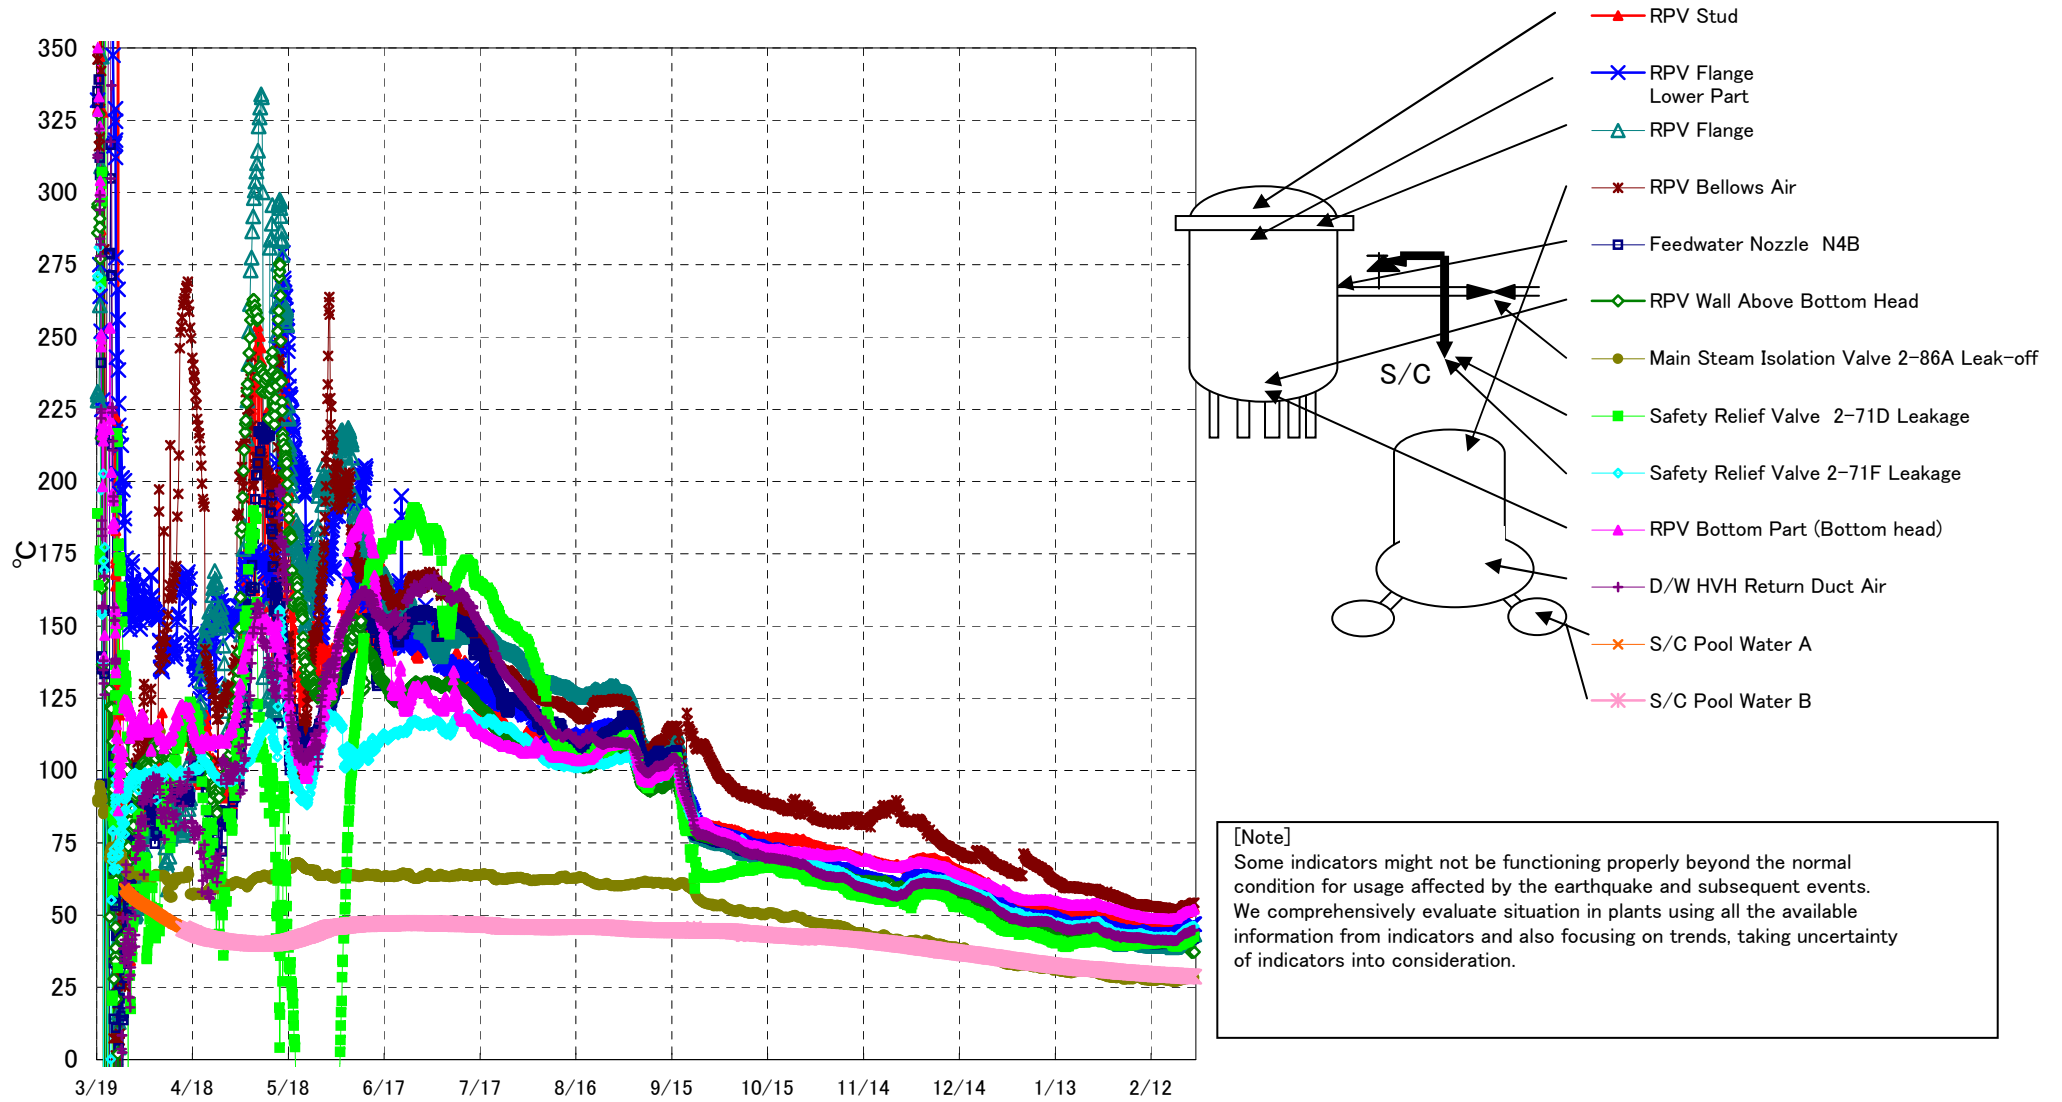 350
325
300
275
250
225
200
175
150
125
100
75
50
25
0
℃
3/19
4/18
5/18
6/17
7/17
8/16
9/15
10/15
11/14
12/14
1/13
2/12
RPV Stud
RPV Flange
Lower Part
RPV Flange
RPV Bellows Air
Feedwater Nozzle N4B
RPV Wall Above Bottom Head
Main Steam Isolation Valve 2-86A Leak-off
Safety Relief Valve 2-71D Leakage
Safety Relief Valve 2-71F Leakage
RPV Bottom Part (Bottom head)
D/W HVH Return Duct Air
S/C Pool Water A
S/C Pool Water B
S/C
[Note]
Some indicators might not be functioning properly beyond the normal
condition for usage affected by the earthquake and subsequent events.
We comprehensively evaluate situation in plants using all the available
information from indicators and also focusing on trends, taking uncertainty
of indicators into consideration.